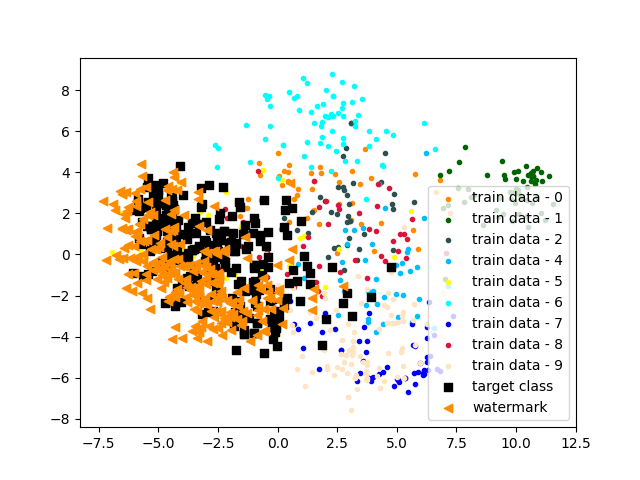 8
6
4
2
0
−2
−4
−6
−8
−7.5 −5.0 −2.5 0.0 2.5 5.0 7.5 10.0 12.5
train data - 0
train data - 1
train data - 2
train data - 4
train data - 5
train data - 6
train data - 7
train data - 8
train data - 9
target class
watermark